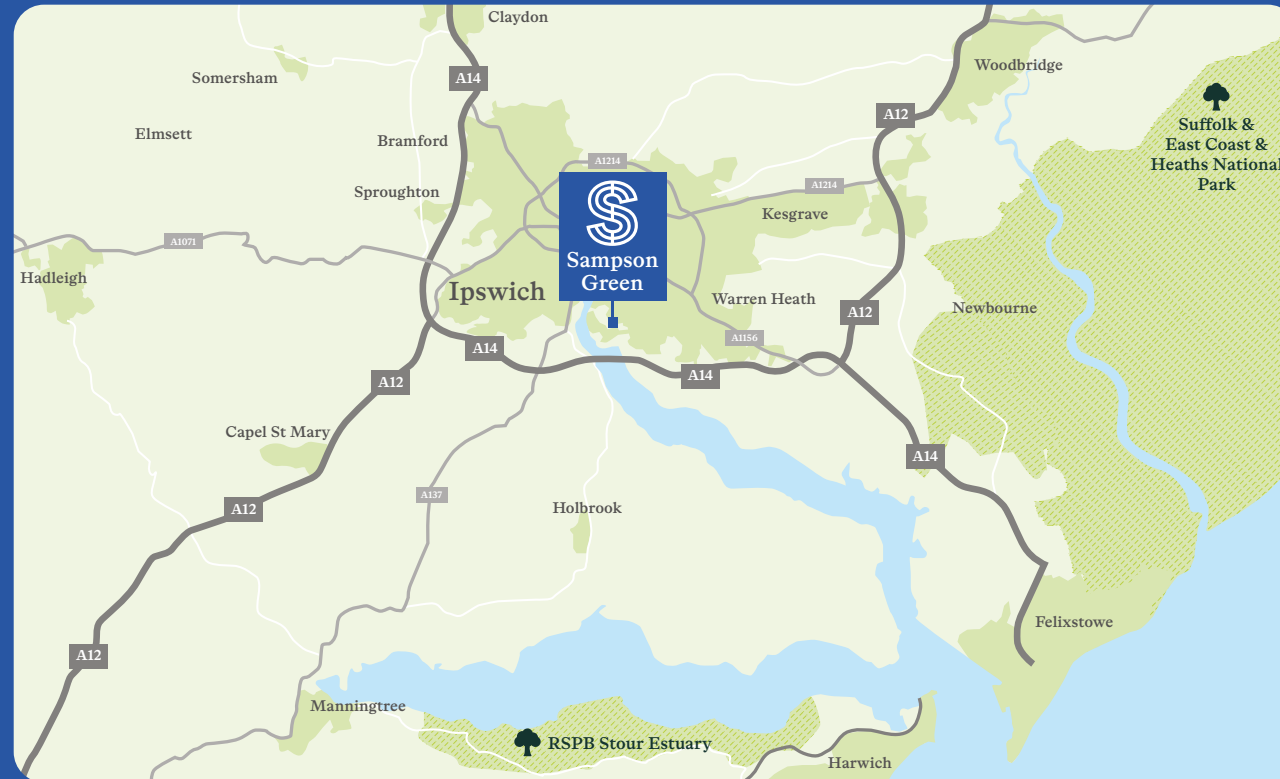 Claydon
Woodbridge
Somersham
A14
A12
Suffolk &
East Coast &
Heaths National
Park
Elmsett
Bramford
A1214
Sproughton
A1214
Kesgrave
A1071
Hadleigh
Sampson
Green
Ipswich
Warren Heath
Newbourne
A12
A1156
A14
A14
A12
Capel St Mary
A14
A137
A12
Holbrook
Felixstowe
A12
Manningtree
RSPB Stour Estuary
Harwich